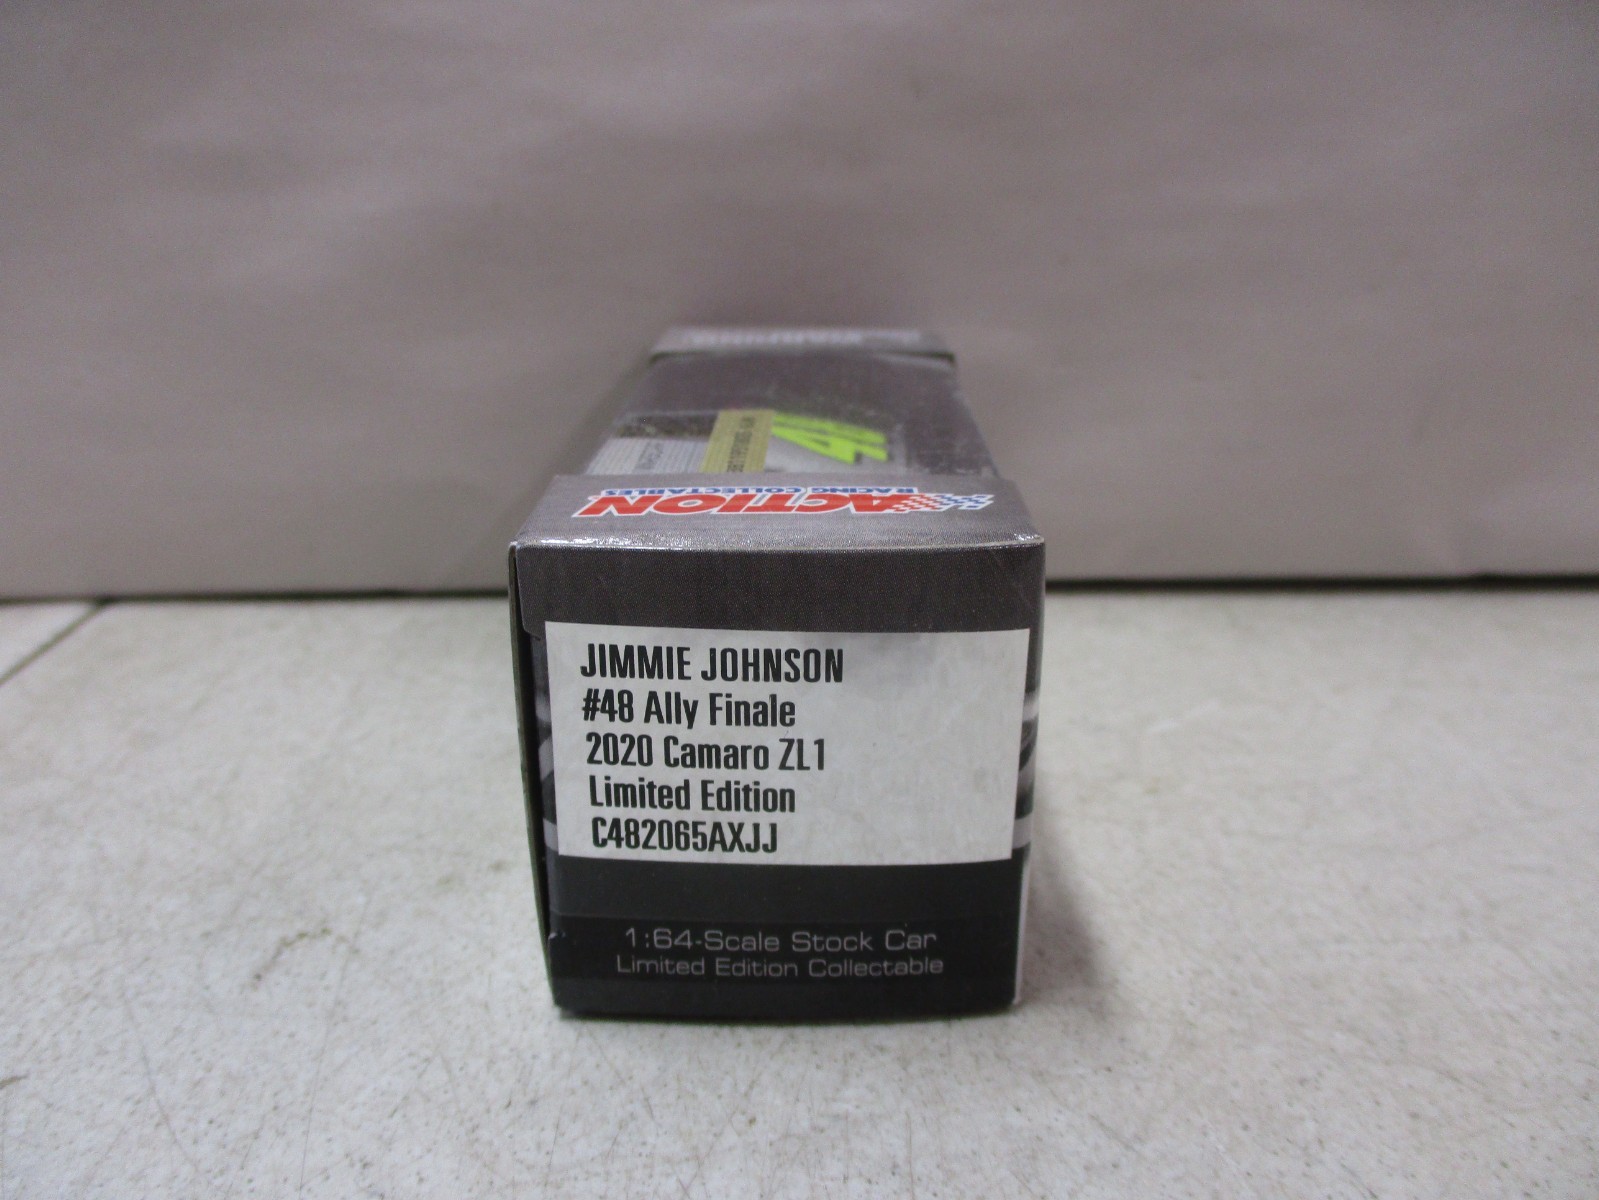 48
ACTION
RACING COLLECTABLES
JIMMIE JOHNSON
#48 Ally Finale
2020 Camaro ZL1
Limited Edition
C482065AXJJ
1:64-Scale Stock Car
Limited Edition Collectable